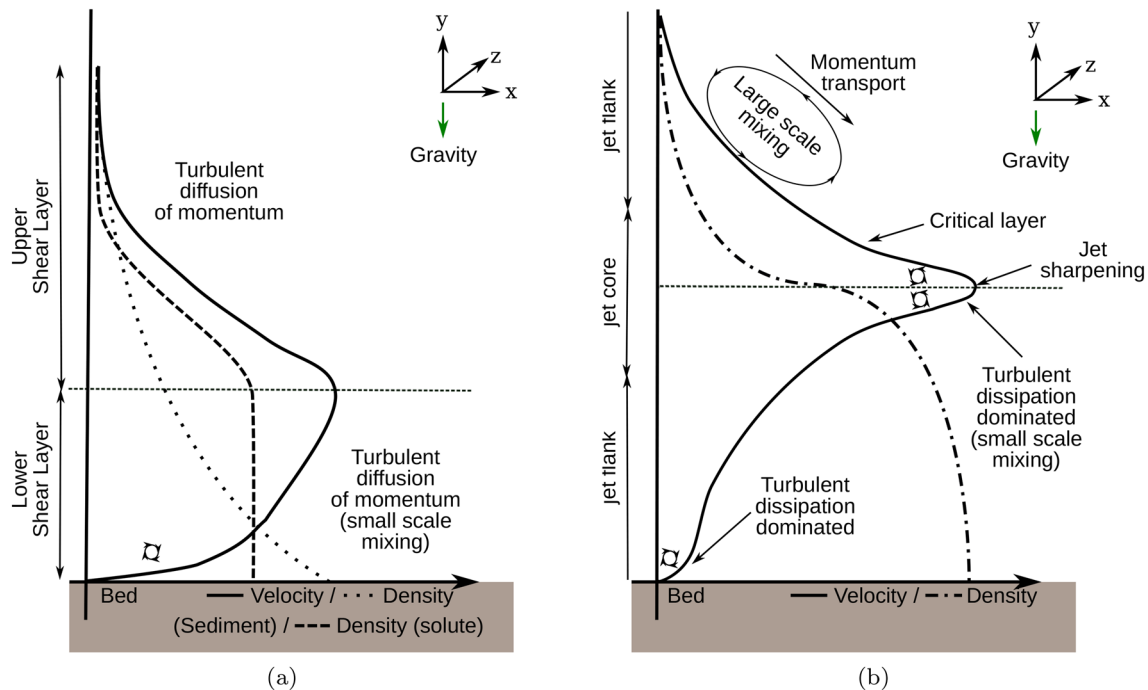 y
z
x
Gravity
Turbulent
diffusion
of momentum
Upper
Shear Layer
Lower
Shear Layer
Turbulent
diffusion
of momentum
(small scale
mixing)
Bed
Velocity / Density
(Sediment) / Density (solute)
(a)
y
z
x
Gravity
Momentum
transport
Large scale
mixing
Jet flank
Critical layer
Jet
sharpening
Jet core
Turbulent
dissipation
dominated
(small scale
mixing)
Jet flank
Turbulent
dissipation
dominated
Bed
Velocity / Density
(b)